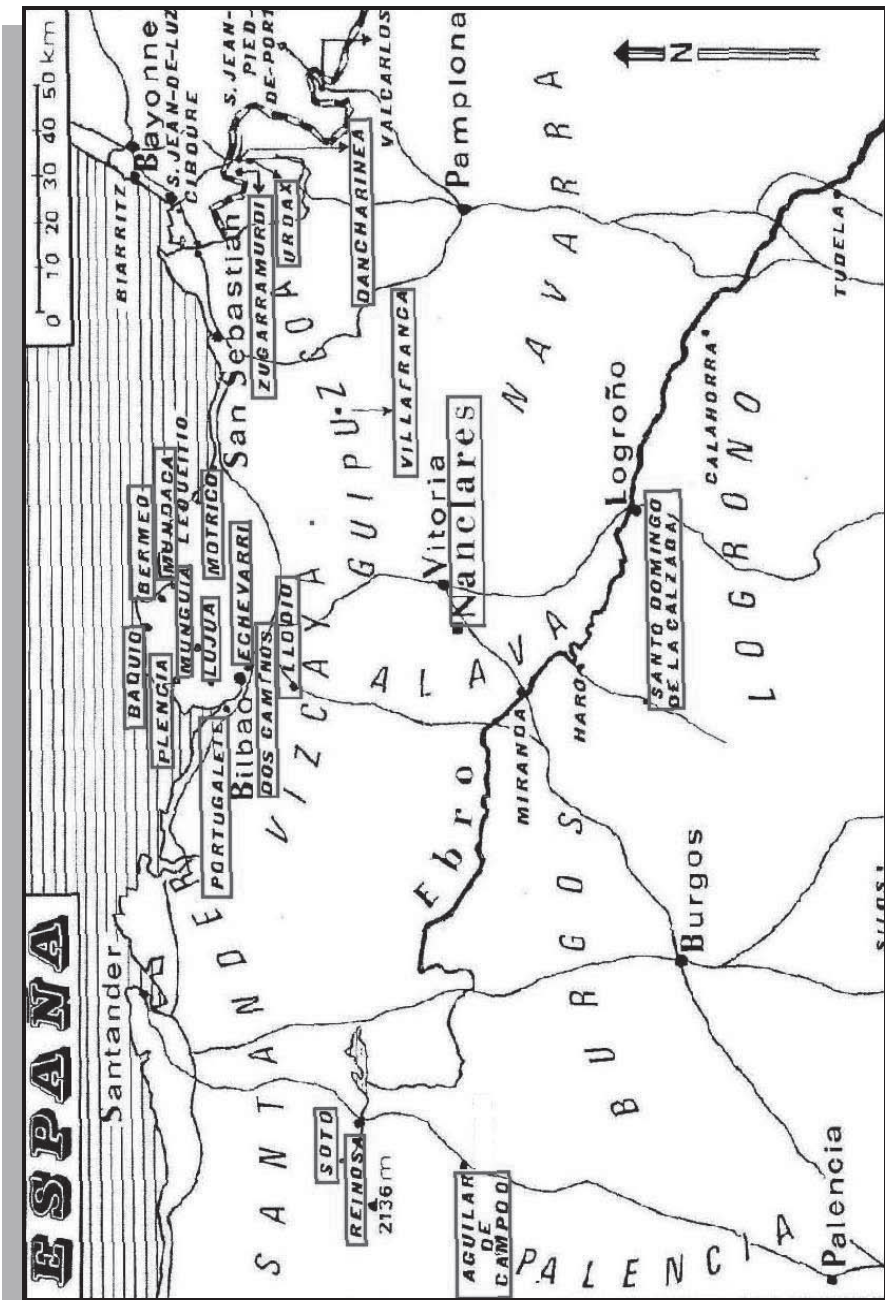 ESPANA
0 10 20 30 40 50 km
Santander
BIARRITZ
Bayonne
S. JEAN-DE-LUZ
CIBOURE
S. JEAN-
PIED-
DE-PORT
VALCARLOS
N
BAQUIO
BERMEO
MUNDACA
LEQUEITIO
PLENCIA
MUNGUIA
LUJUA
MOTRICO
San Sebastian
ZUGARRAMURDI
URDAX
DANCHARINEA
PORTUGALETE
Bilbao
ECHEVARRI
DOS CAMINOS
LLODIO
SANTANDER
VIZCAYA
GUIPUZCOA
VILLAFRANCA
Pamplona
NAVARRA
SOTO
REINOSA
2136 m
Ebro
ALAVA
Vitoria
Nanclares
AGUILAR
DE
CAMPOO
MIRANDA
HARO
Logroño
SANTO DOMINGO
DE LA CALZADA
CALAHORRA
TUDELA
LOGRONO
BURGOS
Burgos
PALENCIA
Palencia